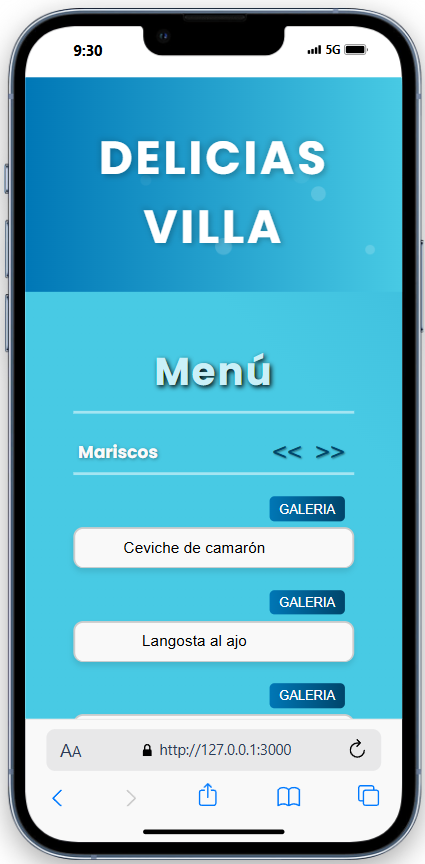 9:30 5G
DELICIAS
VILLA
Menú
Mariscos << >>
GALERIA
Ceviche de camarón
GALERIA
Langosta al ajo
GALERIA
AA http://127.0.0.1:3000